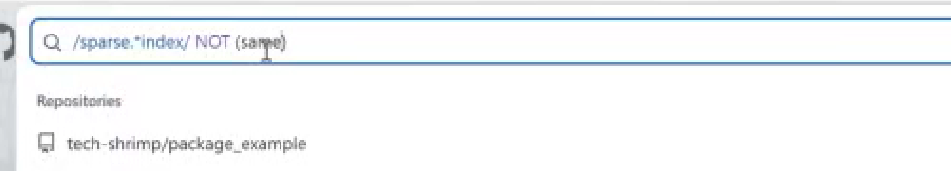 /sparse.*index/ NOT (same)
Repositories
tech-shrimp/package_example